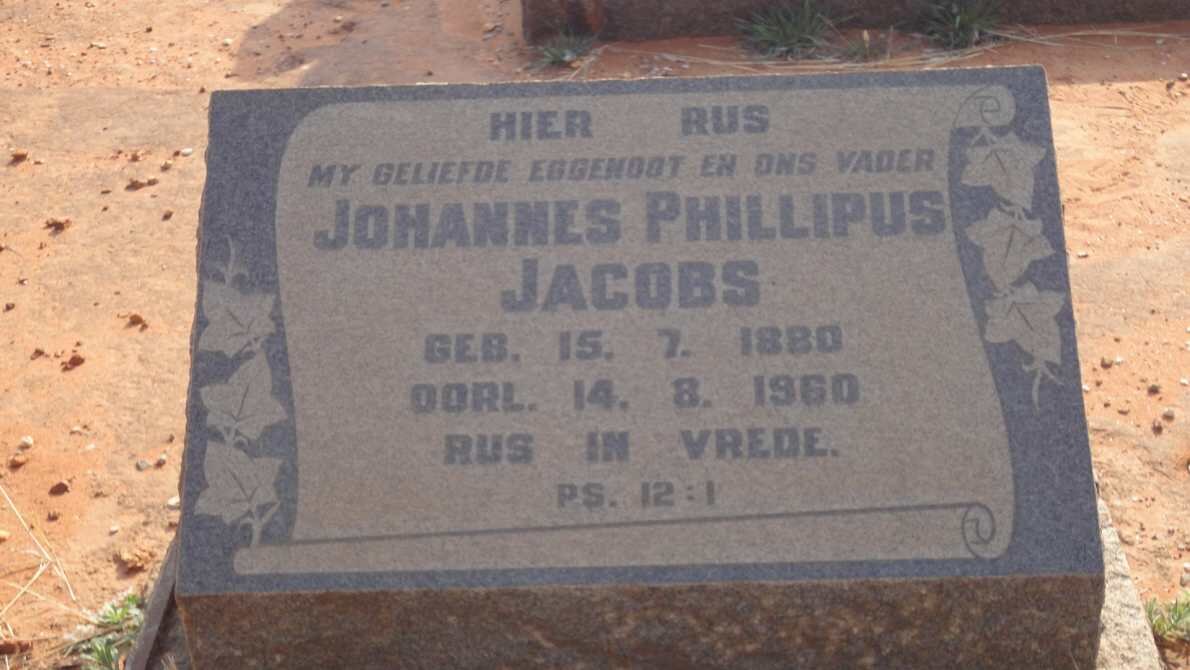 HIER RUS
MY GELIEFDE EGGENOOT EN ONS VADER
JOHANNES PHILLIPUS
JACOBS
GEB. 15. 7. 1880
OORL. 14. 8. 1960
RUS IN VREDE.
PS. 12:1